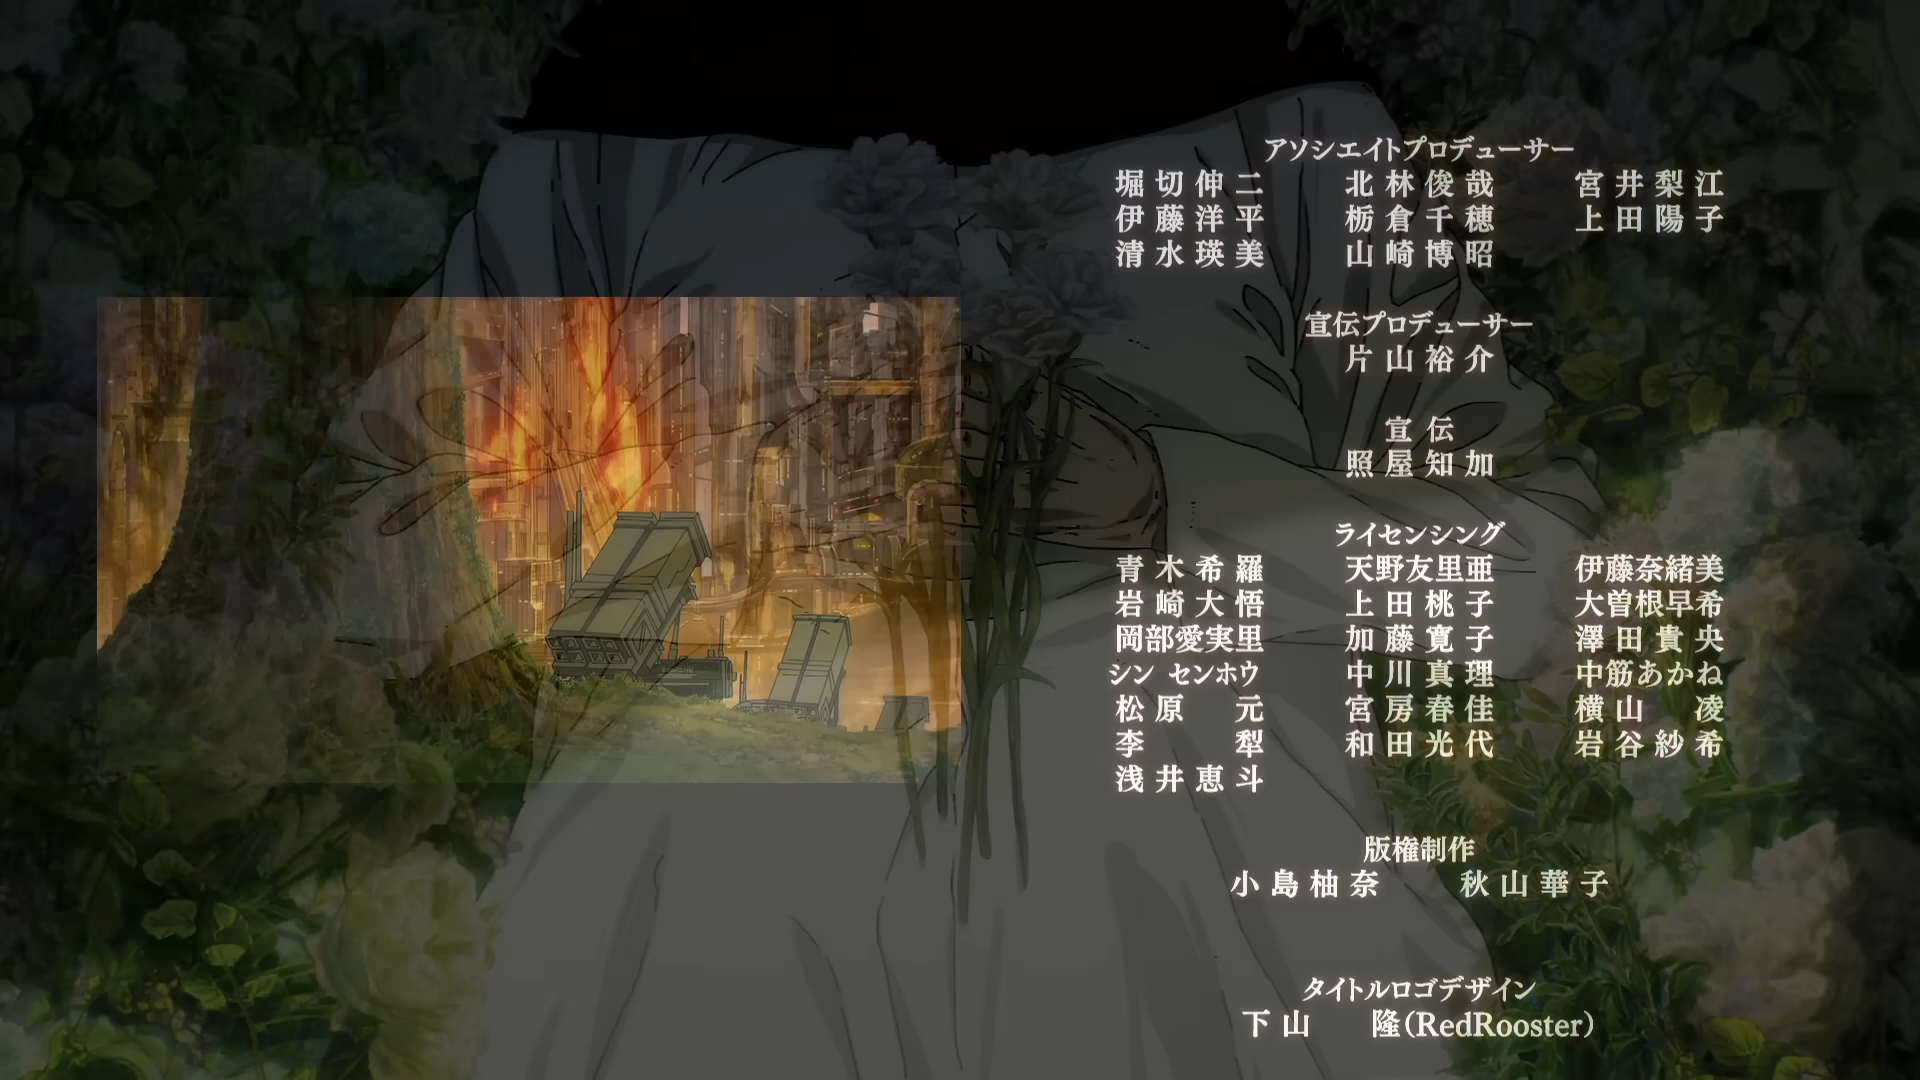 アソシエイトプロデューサー
堀切伸二 北林俊哉 宮井梨江
伊藤洋平 栃倉千穂 上田陽子
清水瑛美 山崎博昭
宣伝プロデューサー
片山裕介
宣伝
照屋知加
ライセンシング
青木希羅 天野友里亜 伊藤奈緒美
岩崎大悟 上田桃子 大曽根早希
岡部愛実里 加藤寛子 澤田貴央
シン センホウ 中川真理 中筋あかね
松原元 宮房春佳 横山凌
李犁 和田光代 岩谷紗希
浅井恵斗
版権制作
小島柚奈 秋山華子
タイトルロゴデザイン
下山隆(RedRooster)